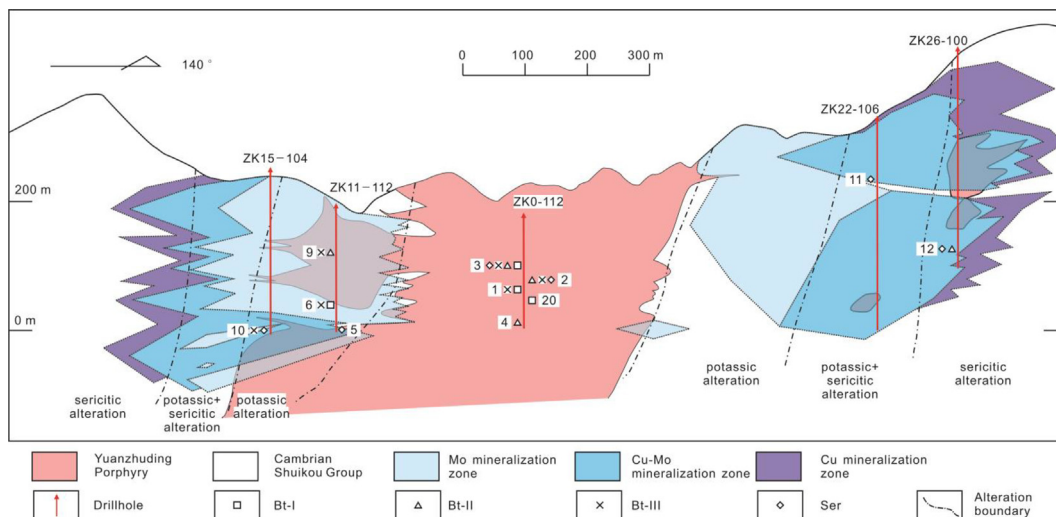 140°
0 100 200 300 m
ZK26-100
ZK22-106
ZK15-104
ZK11-112
ZK0-112
200 m
0 m
11
12
9
3
2
1
6
20
10
5
4
sericitic
alteration
potassic+
sericitic
alteration
potassic
alteration
potassic
alteration
potassic+
sericitic
alteration
sericitic
alteration
Yuanzhuding
Porphyry
Cambrian
Shuikou Group
Mo mineralization
zone
Cu-Mo
mineralization zone
Cu mineralization
zone
Drillhole
Bt-I
Bt-II
Bt-III
Ser
Alteration
boundary